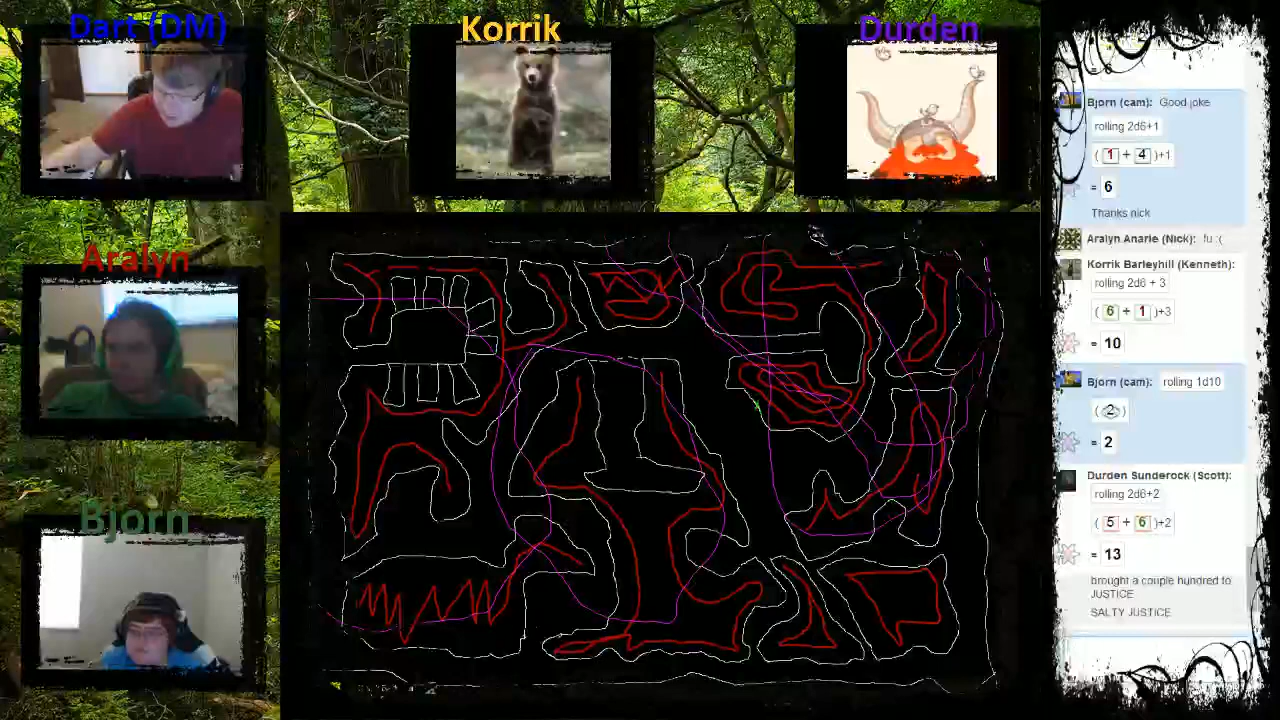 Dart (DM)
Korrik
Durden
Aralyn
Bjorn
Bjorn (cam): Good joke
rolling 2d6+1
( 1 + 4 )+1
= 6
Thanks nick
Aralyn Anarie (Nick): fu :(
Korrik Barleyhill (Kenneth):
rolling 2d6 + 3
( 6 + 1 )+3
= 10
Bjorn (cam): rolling 1d10
( 2 )
= 2
Durden Sunderock (Scott):
rolling 2d6+2
( 5 + 6 )+2
= 13
brought a couple hundred to
JUSTICE
SALTY JUSTICE